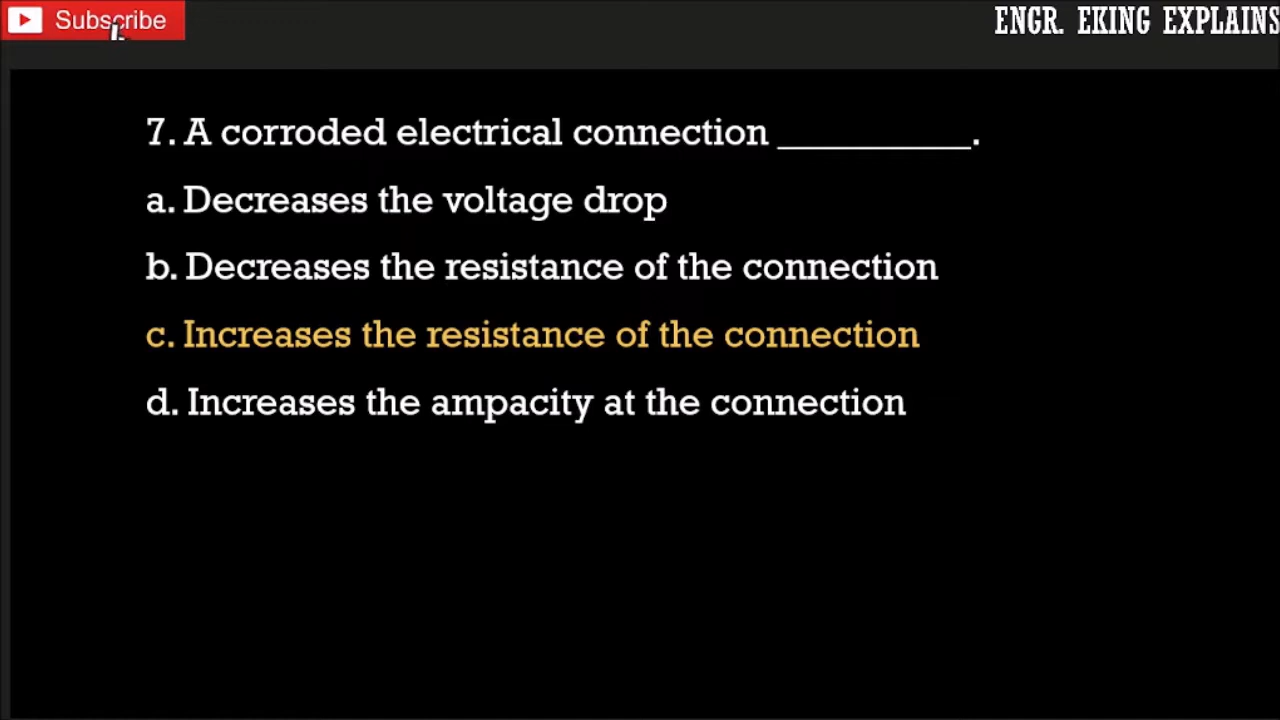 Subscribe
ENGR. EKING EXPLAINS
7. A corroded electrical connection __________.
a. Decreases the voltage drop
b. Decreases the resistance of the connection
c. Increases the resistance of the connection
d. Increases the ampacity at the connection